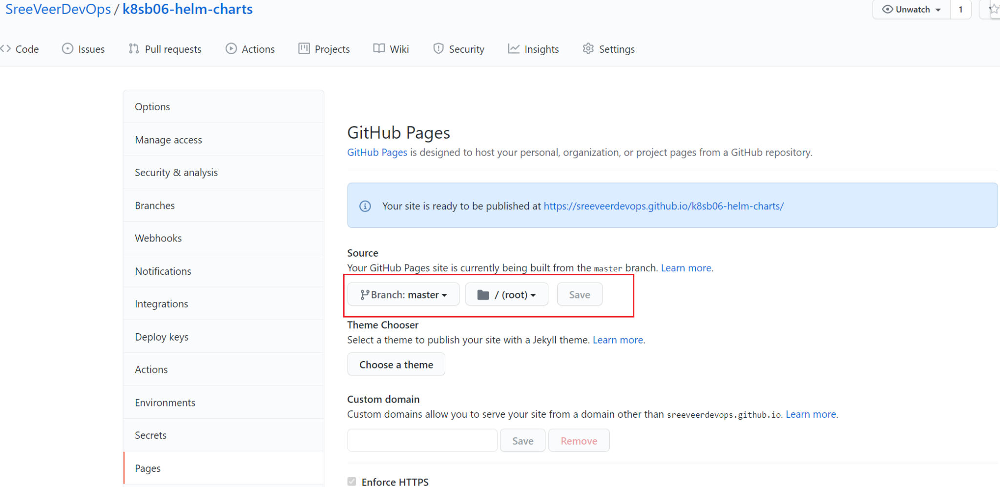 SreeVeerDevOps / k8sb06-helm-charts
Unwatch
1
Code
Issues
Pull requests
Actions
Projects
Wiki
Security
Insights
Settings
Options
Manage access
Security & analysis
Branches
Webhooks
Notifications
Integrations
Deploy keys
Actions
Environments
Secrets
Pages
GitHub Pages
GitHub Pages is designed to host your personal, organization, or project pages from a GitHub repository.
Your site is ready to be published at https://sreeveerdevops.github.io/k8sb06-helm-charts/
Source
Your GitHub Pages site is currently being built from the master branch. Learn more.
Branch: master
/ (root)
Save
Theme Chooser
Select a theme to publish your site with a Jekyll theme. Learn more.
Choose a theme
Custom domain
Custom domains allow you to serve your site from a domain other than sreeveerdevops.github.io. Learn more.
Save
Remove
Enforce HTTPS